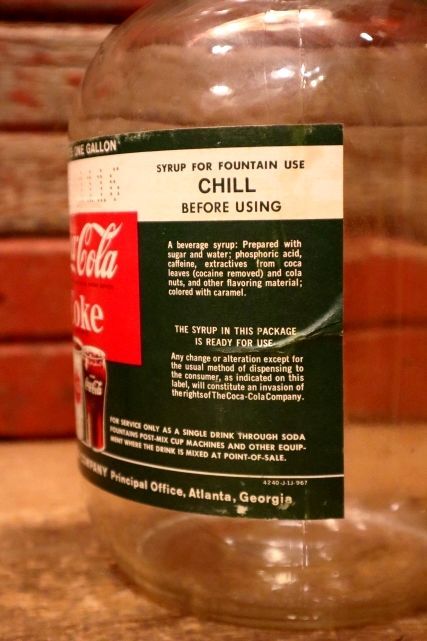 ONE GALLON
SYRUP FOR FOUNTAIN USE
CHILL
BEFORE USING
Cola
oke
A beverage syrup: Prepared with
sugar and water; phosphoric acid,
caffeine, extractives from coca
leaves (cocaine removed) and cola
nuts, and other flavoring material;
colored with caramel.
THE SYRUP IN THIS PACKAGE
IS READY FOR USE.
Any change or alteration except for
the usual method of dispensing to
the consumer, as indicated on this
label, will constitute an invasion of
the rights of The Coca-Cola Company.
FOR SERVICE ONLY AS A SINGLE DRINK THROUGH SODA
FOUNTAINS POST-MIX CUP MACHINES AND OTHER EQUIP-
MENT WHERE THE DRINK IS MIXED AT POINT-OF-SALE.
4240-J-LJ-967
MPANY Principal Office, Atlanta, Georgia